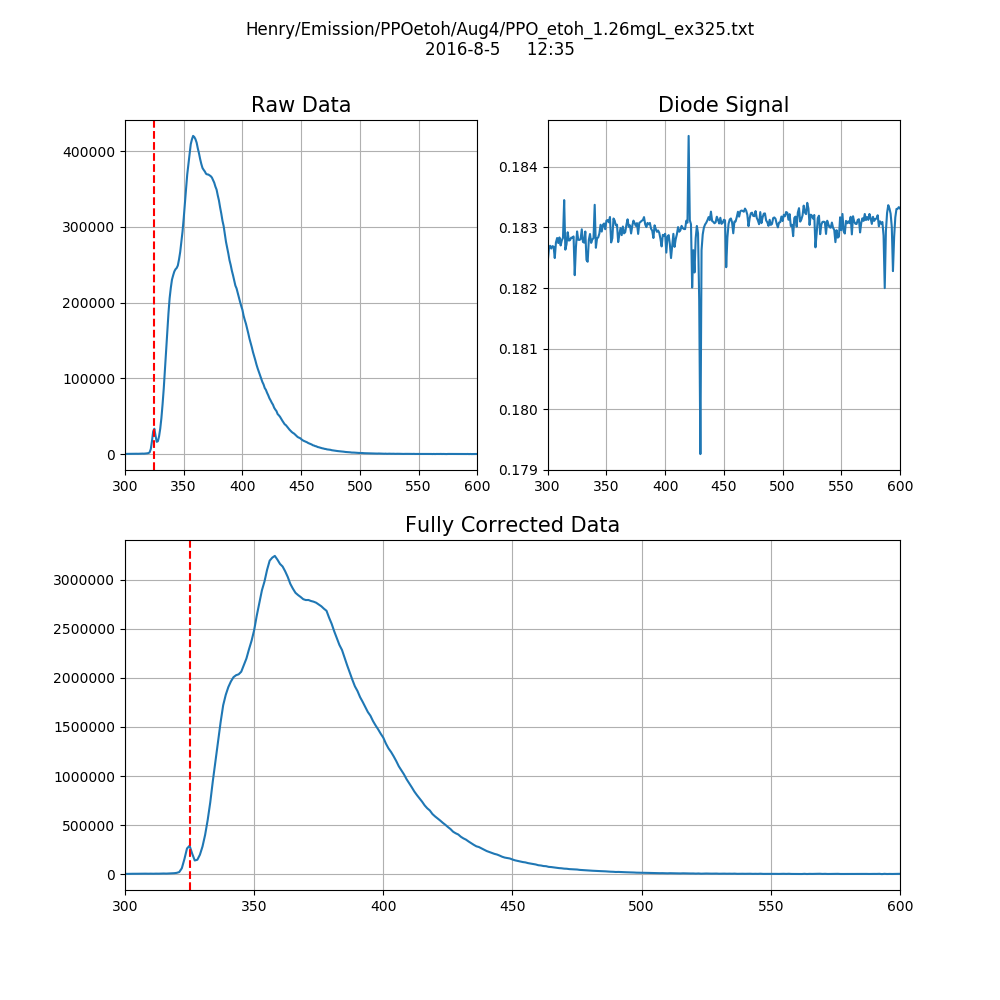 Henry/Emission/PPOetoh/Aug4/PPO_etoh_1.26mgL_ex325.txt
2016-8-5 12:35
Raw Data
400000
300000
200000
100000
0
300 350 400 450 500 550 600
Diode Signal
0.184
0.183
0.182
0.181
0.180
0.179
300 350 400 450 500 550 600
Fully Corrected Data
3000000
2500000
2000000
1500000
1000000
500000
0
300 350 400 450 500 550 600